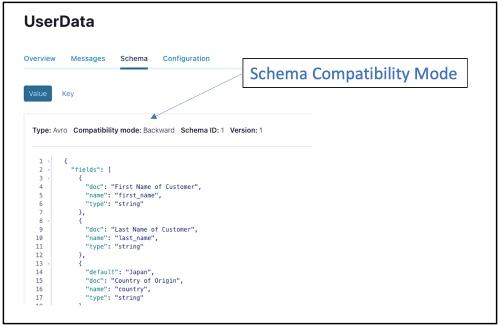 UserData
Overview Messages Schema Configuration
Schema Compatibility Mode
Value Key
Type: Avro Compatibility mode: Backward Schema ID: 1 Version: 1
1 {
2 "fields": [
3 {
4 "doc": "First Name of Customer",
5 "name": "first_name",
6 "type": "string"
7 },
8 {
9 "doc": "Last Name of Customer",
10 "name": "last_name",
11 "type": "string"
12 },
13 {
14 "default": "Japan",
15 "doc": "Country of Origin",
16 "name": "country",
17 "type": "string"